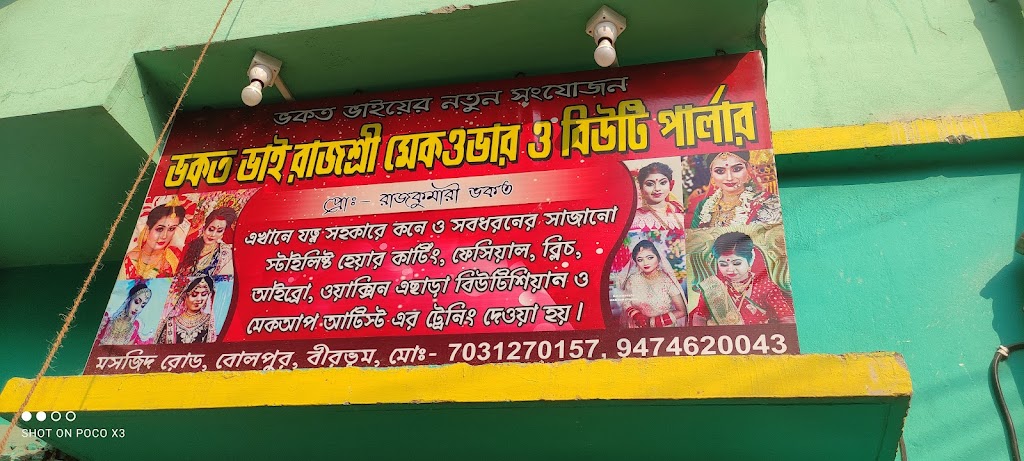 ভকত ভাইয়ের নতুন সংযোজন
ভকত ভাই রাজশ্রী মেকওভার ও বিউটি পার্লার
প্রোঃ- রাজকুমারী ভকত
এখানে যত্ন সহকারে কনে ও সবধরনের সাজানো
স্টাইলিষ্ট হেয়ার কার্টিং, ফেসিয়াল, ব্লিচ,
আইব্রো, ওয়াক্সিন এছাড়া বিউটিশিয়ান ও
মেকআপ আর্টিস্ট এর ট্রেনিং দেওয়া হয়।
মসজিদ রোড, বোলপুর, বীরভূম, মোঃ- 7031270157, 9474620043
SHOT ON POCO X3